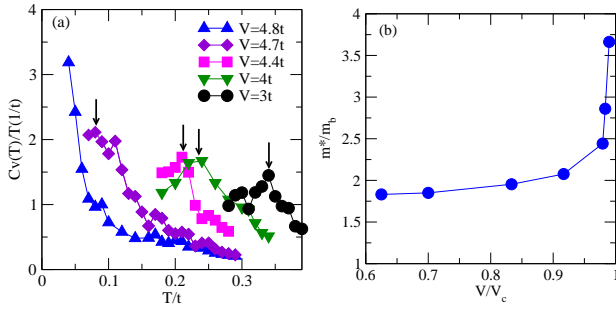 (a)
V=4.8t
V=4.7t
V=4.4t
V=4t
V=3t
Cv(T)/T(1/t)
4
3
2
1
0
0
0.1
0.2
0.3
T/t
(b)
m*/m_b
4
3.5
3
2.5
2
1.5
1
0.6
0.7
0.8
0.9
1
V/V_c